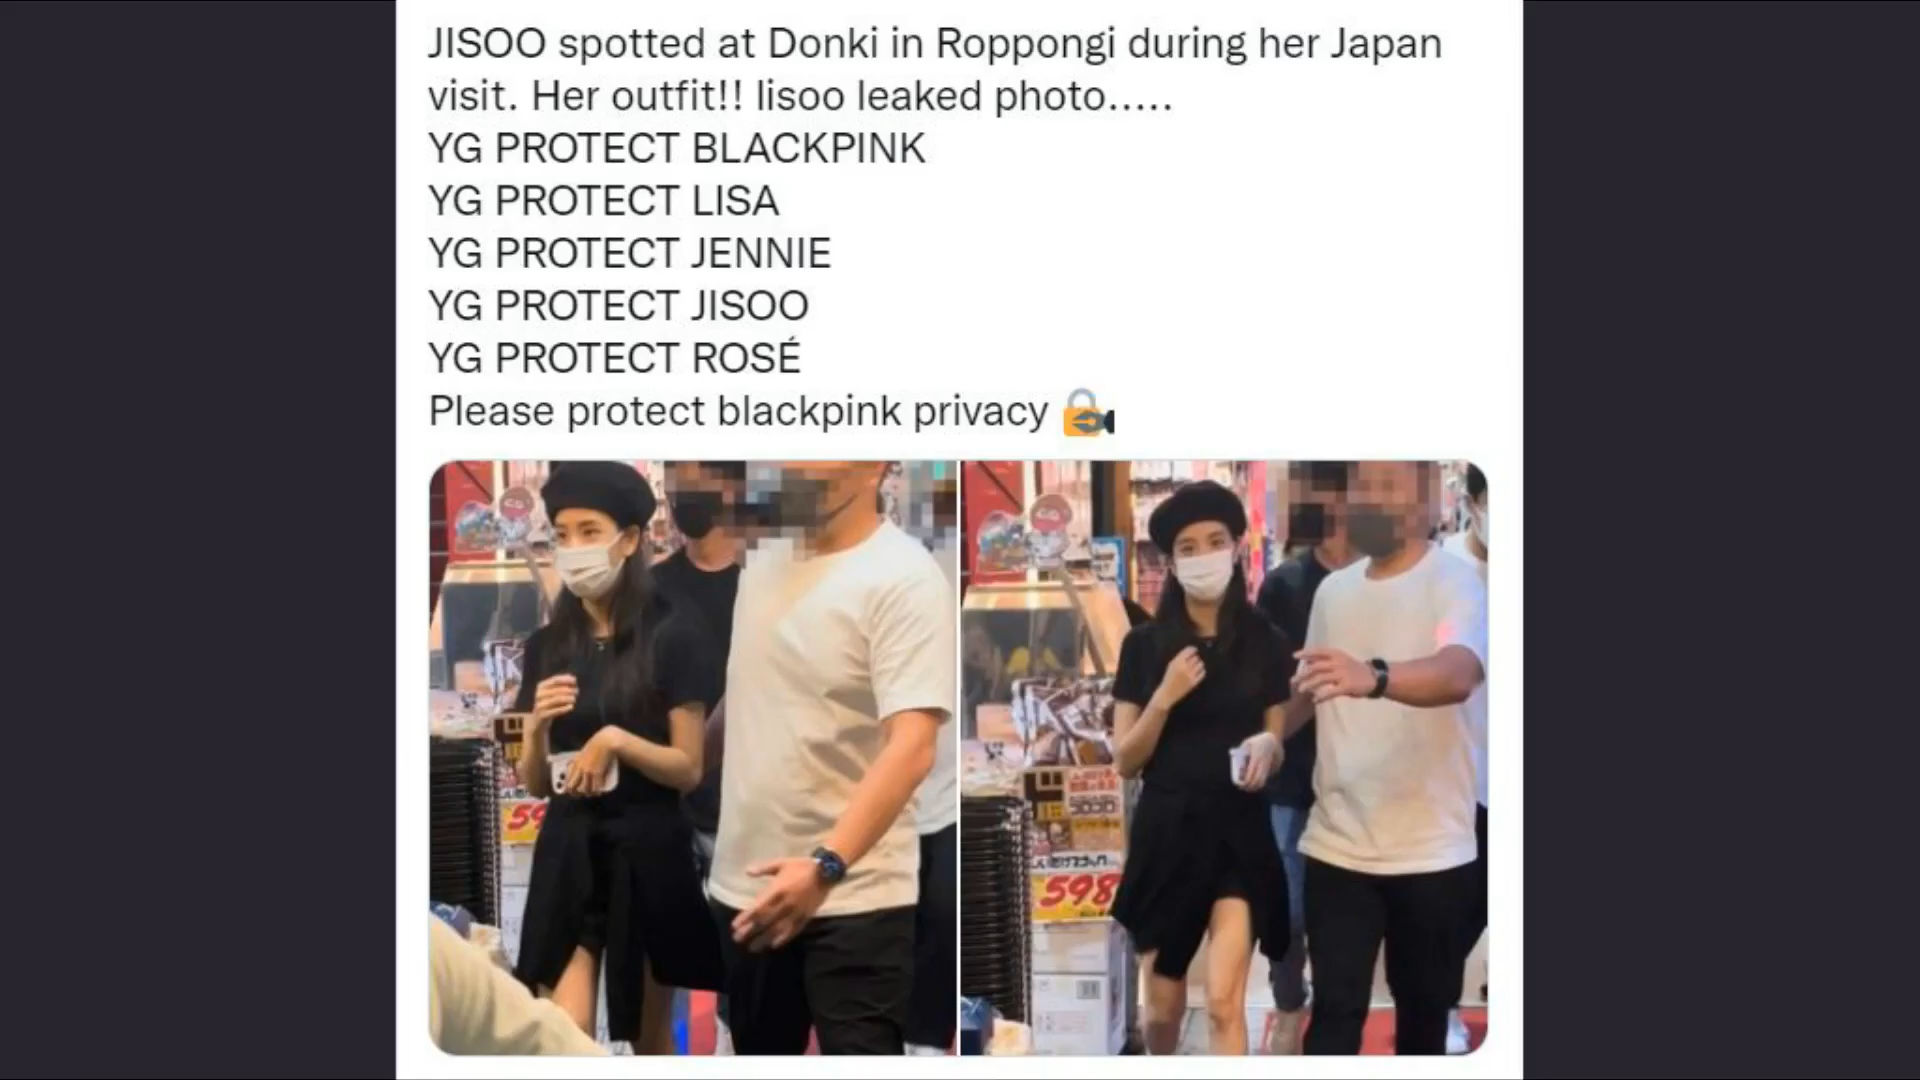 JISOO spotted at Donki in Roppongi during her Japan
visit. Her outfit!! lisoo leaked photo.....
YG PROTECT BLACKPINK
YG PROTECT LISA
YG PROTECT JENNIE
YG PROTECT JISOO
YG PROTECT ROSÉ
Please protect blackpink privacy 🔏
59
598